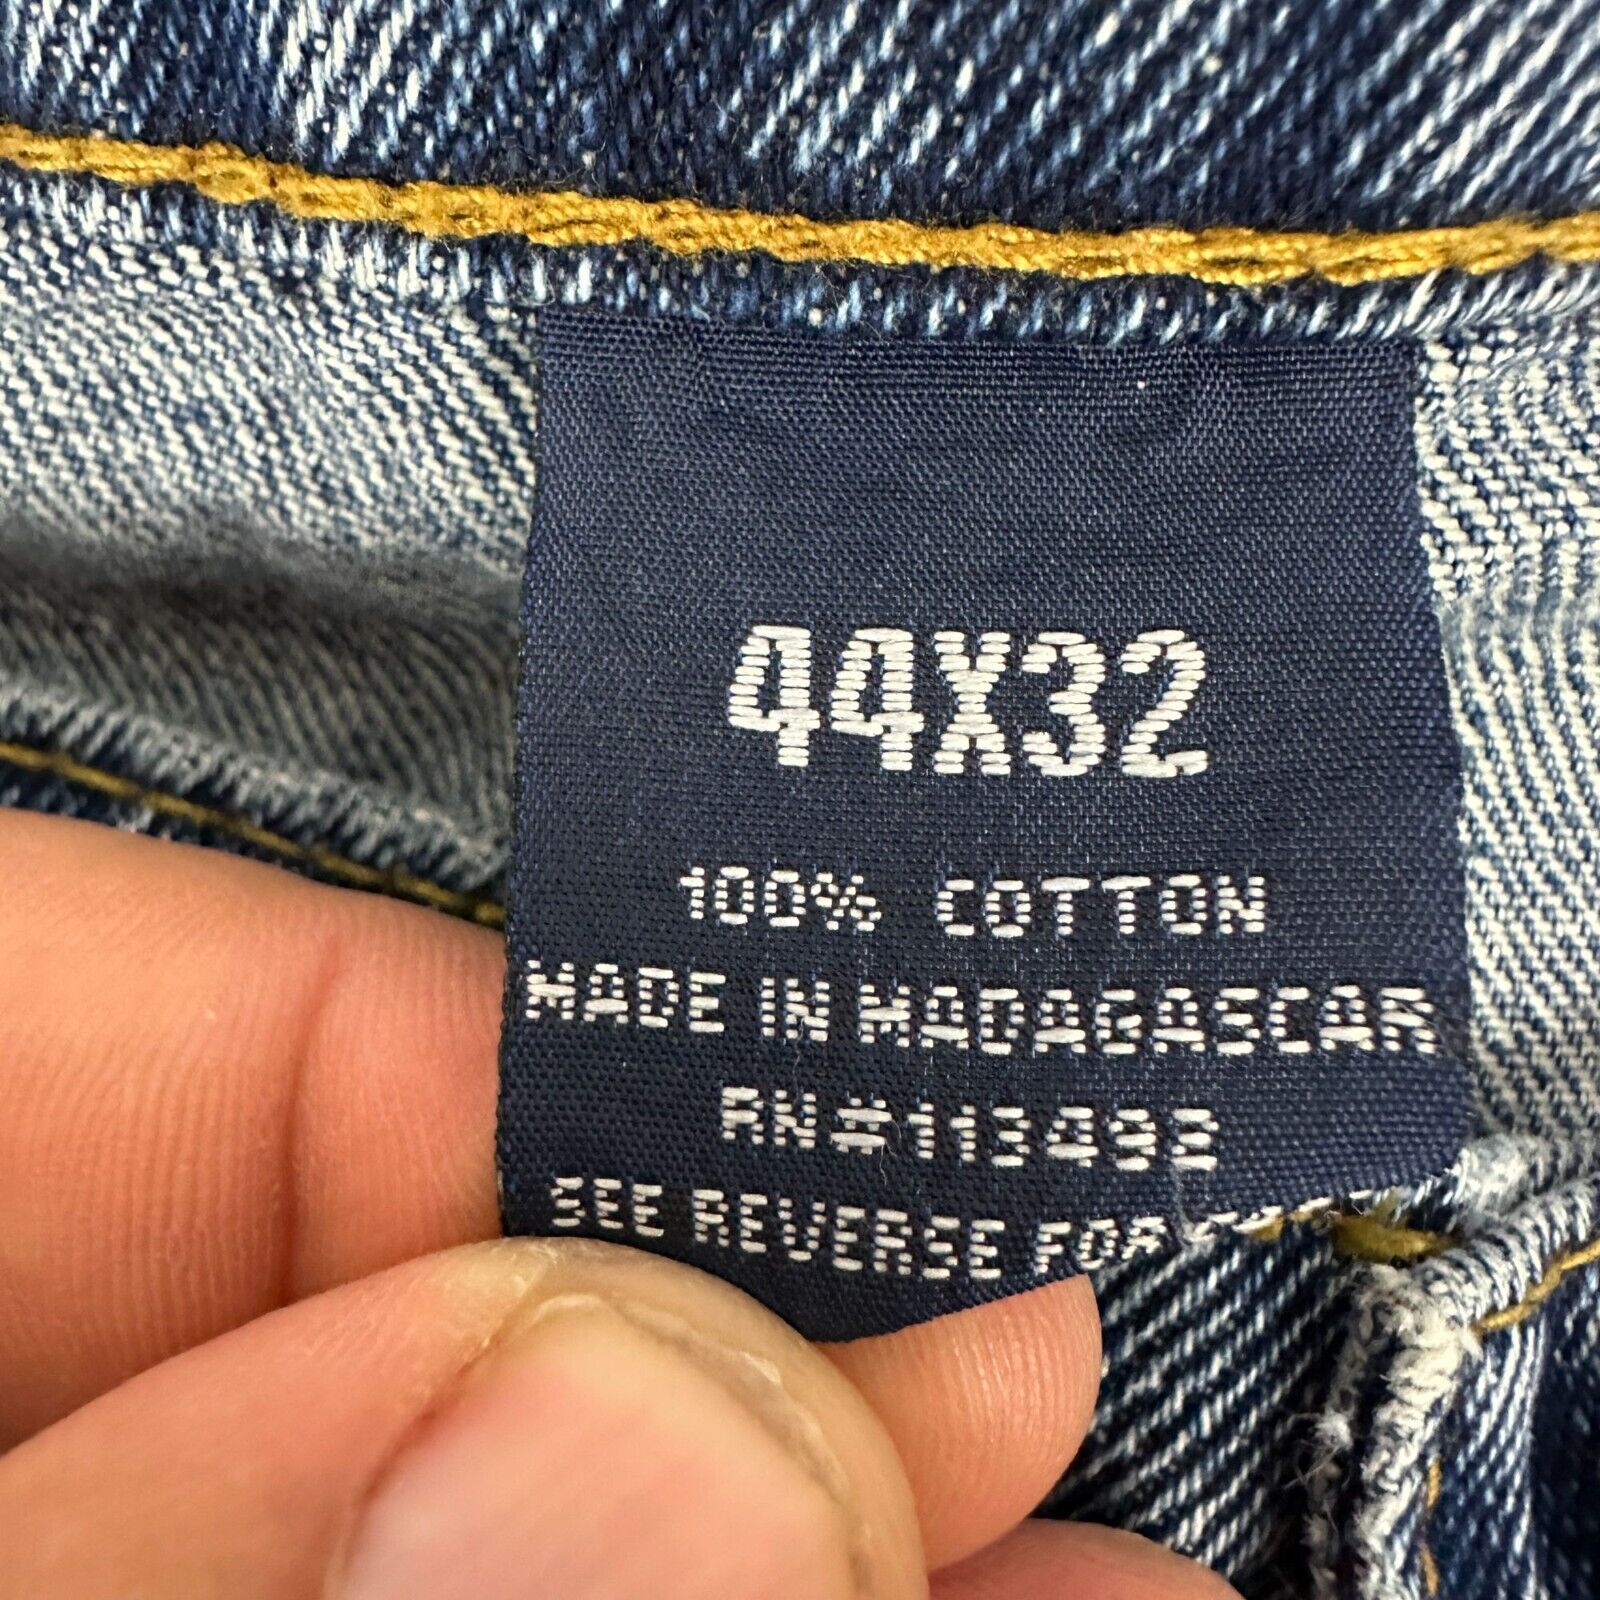 44X32
100% COTTON
MADE IN MADAGASCAR
RN#113492
SEE REVERSE FOR